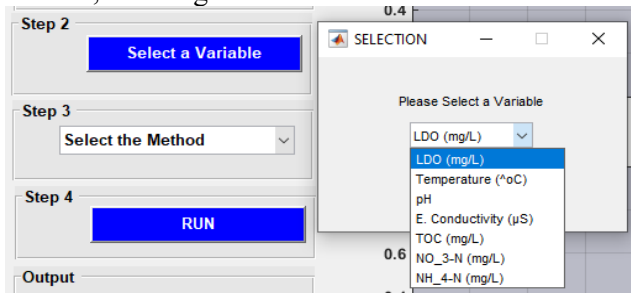 Step 2
Select a Variable
Step 3
Select the Method
Step 4
RUN
Output
0.4
SELECTION
Please Select a Variable
LDO (mg/L)
LDO (mg/L)
Temperature (^oC)
pH
E. Conductivity (µS)
TOC (mg/L)
NO_3-N (mg/L)
NH_4-N (mg/L)
0.6